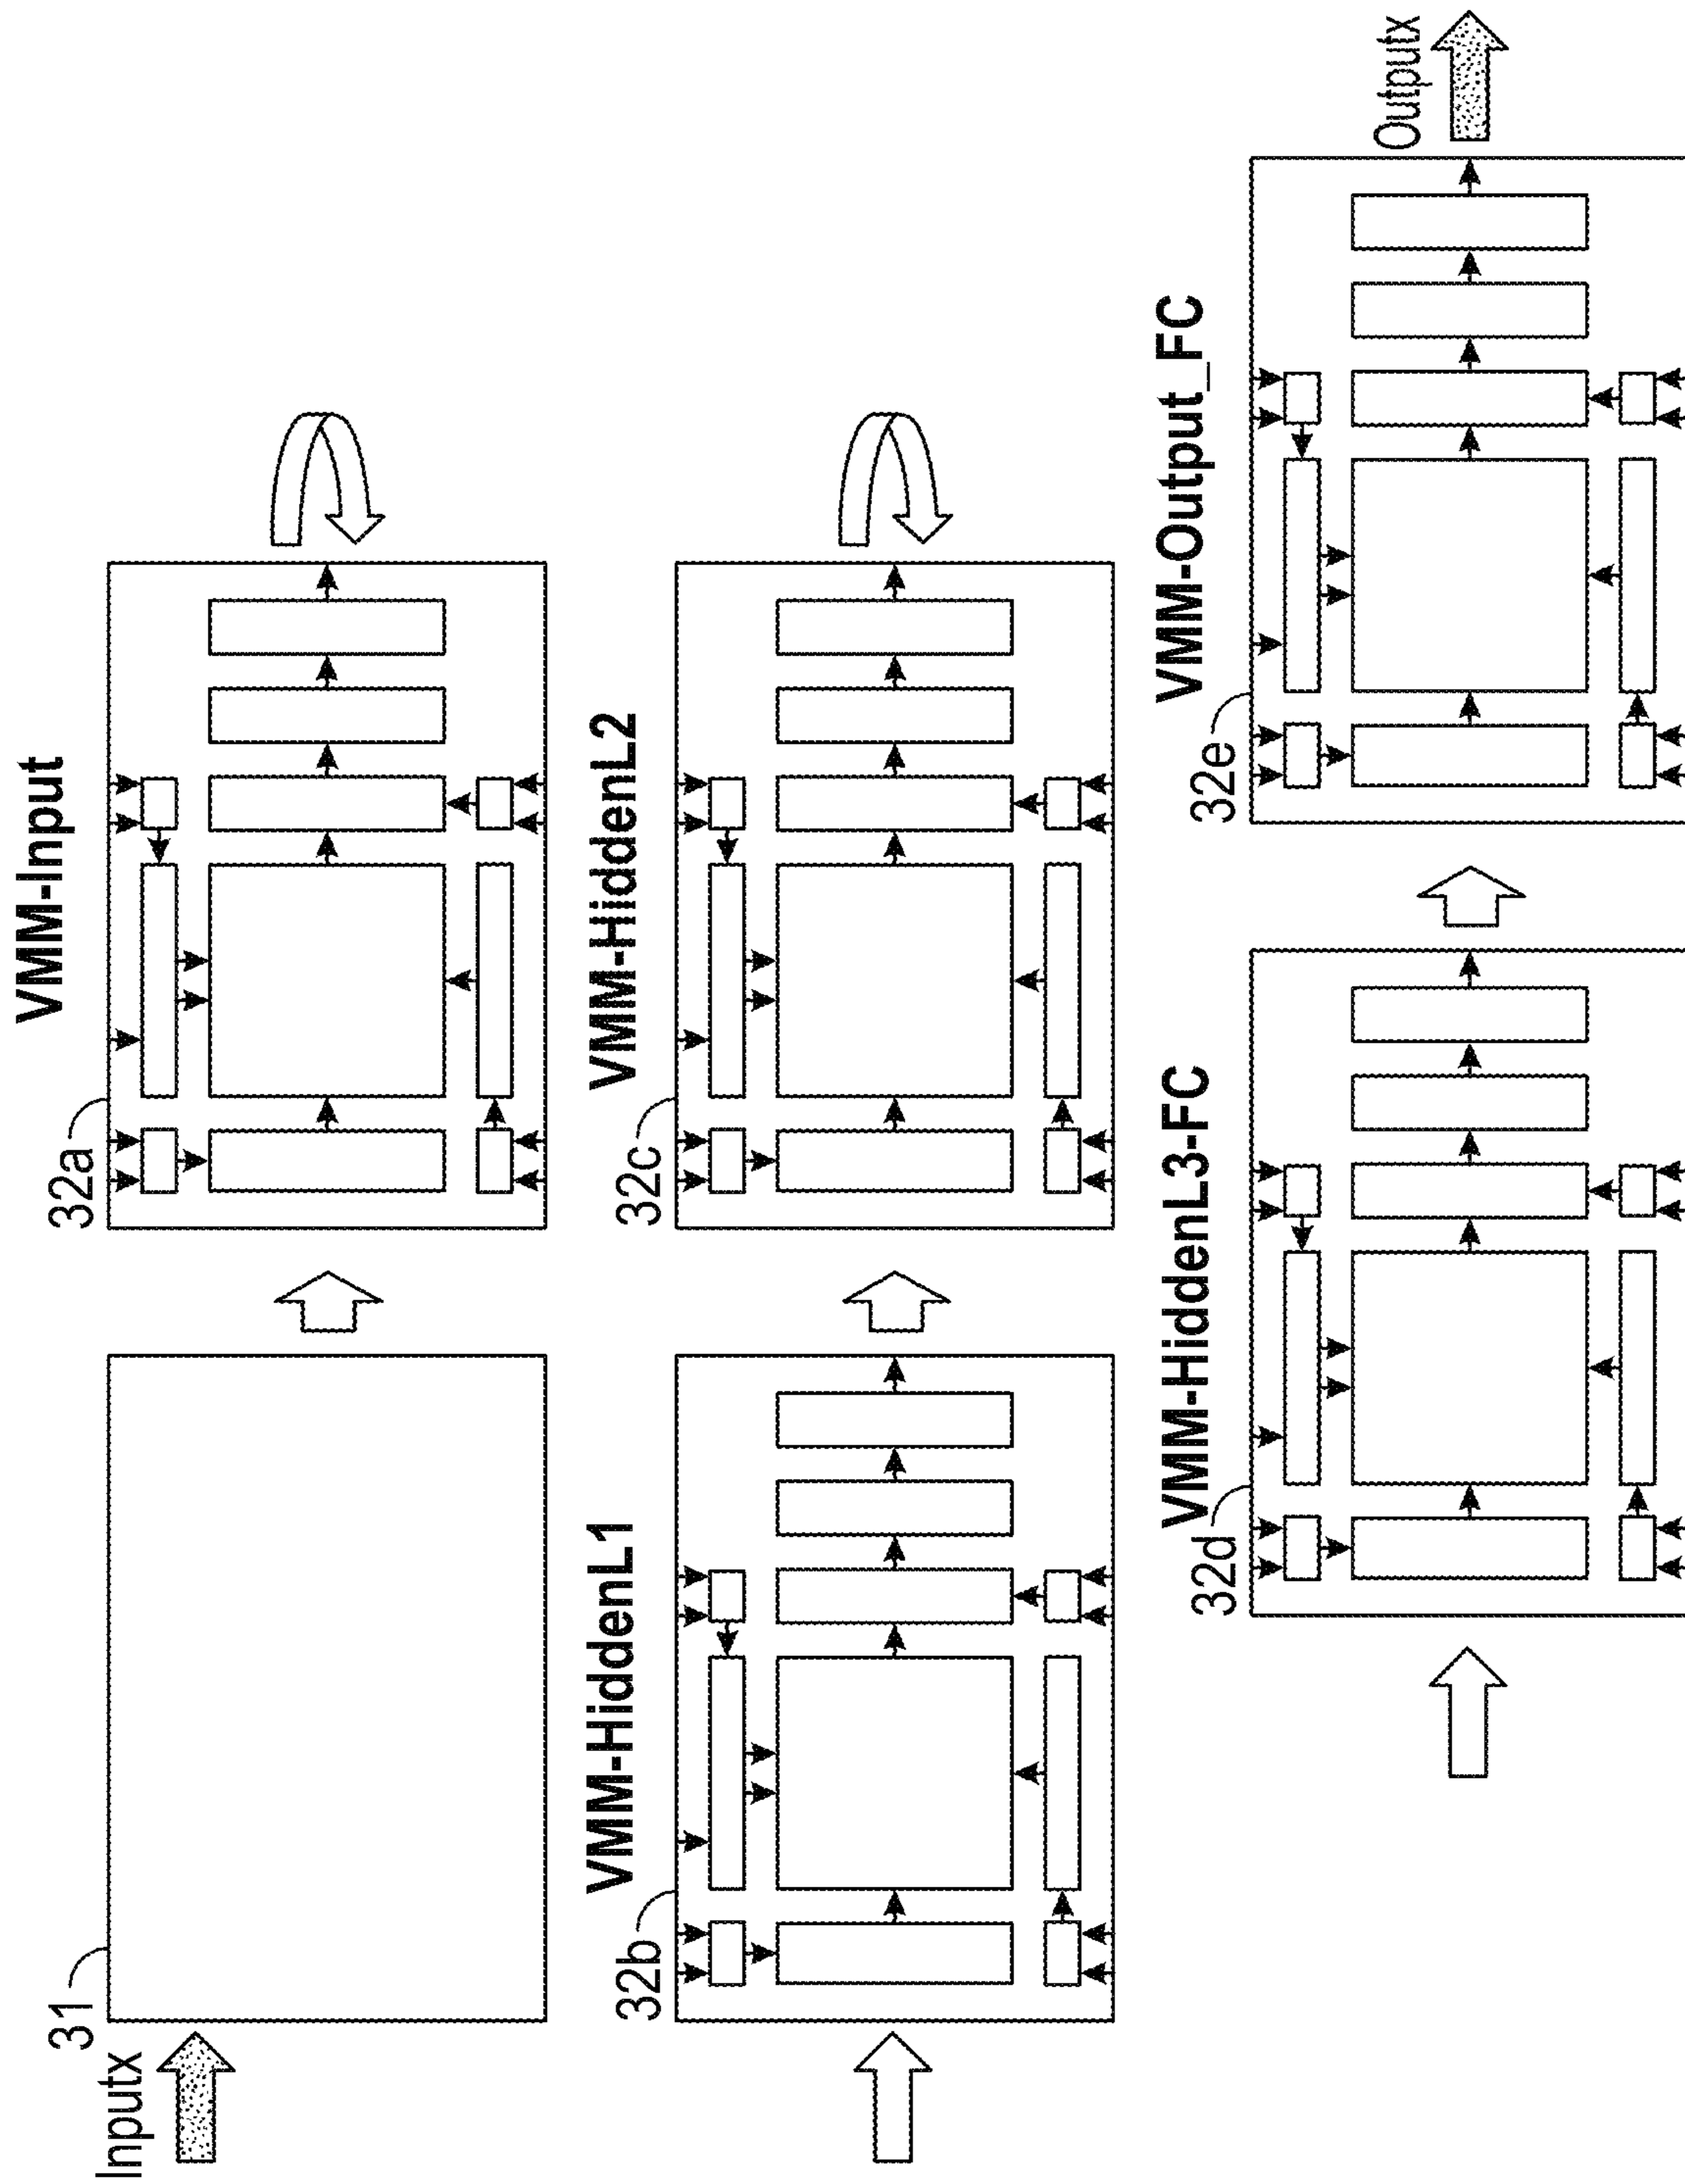 Inputx
31
VMM-Input
32a
VMM-HiddenL1
32b
VMM-HiddenL2
32c
VMM-HiddenL3-FC
32d
VMM-Output_FC
32e
Outputx